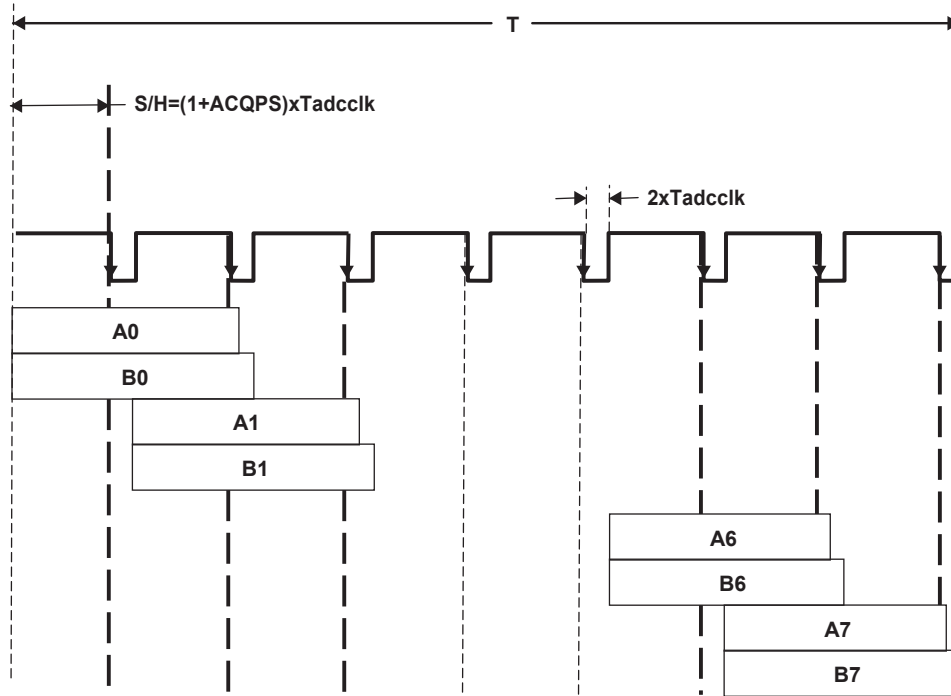 T
S/H=(1+ACQPS)xTadcclk
2xTadcclk
A0
B0
A1
B1
A6
B6
A7
B7